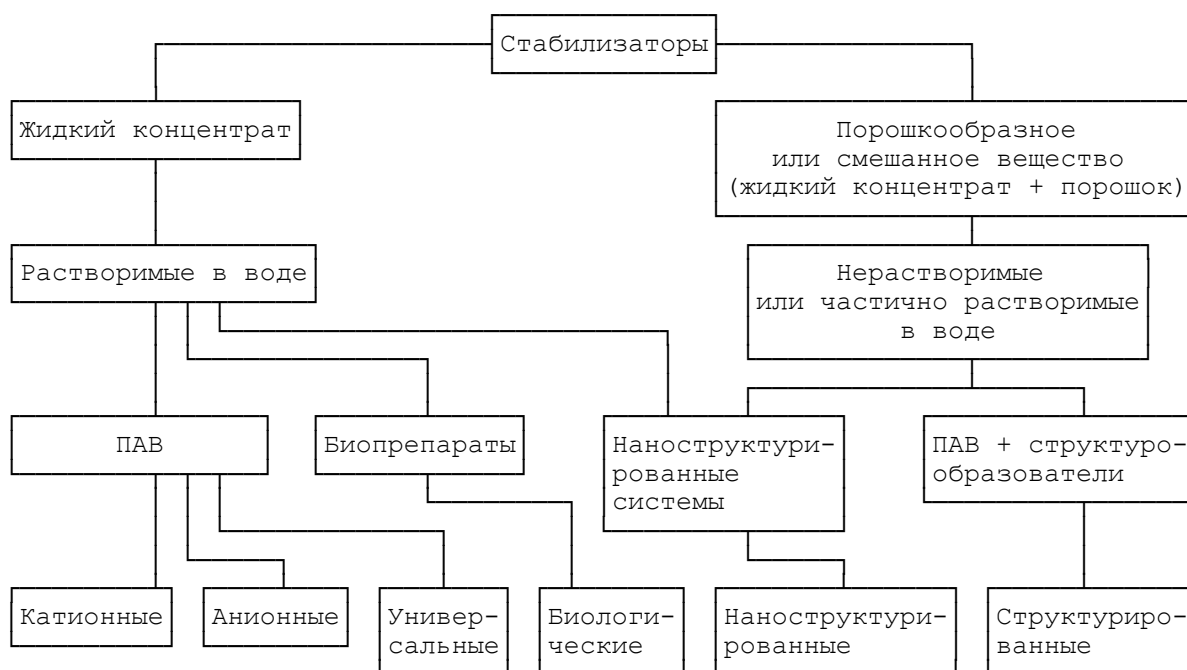 Стабилизаторы
Жидкий концентрат
Порошкообразное
или смешанное вещество
(жидкий концентрат + порошок)
Растворимые в воде
Нерастворимые
или частично растворимые
в воде
ПАВ
Биопрепараты
Наноструктури-
рованные
системы
ПАВ + структуро-
образователи
Катионные
Анионные
Универ-
сальные
Биологи-
ческие
Наноструктури-
рованные
Структуриро-
ванные